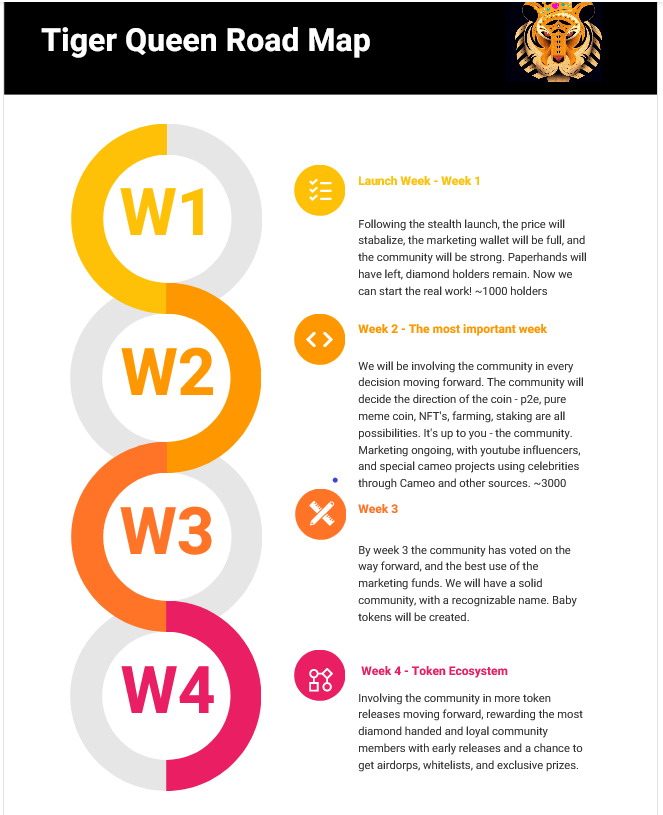 Tiger Queen Road Map
W1
Launch Week - Week 1
Following the stealth launch, the price will
stabalize, the marketing wallet will be full, and
the community will be strong. Paperhands will
have left, diamond holders remain. Now we
can start the real work! ~1000 holders
W2
Week 2 - The most important week
We will be involving the community in every
decision moving forward. The community will
decide the direction of the coin - p2e, pure
meme coin, NFT's, farming, staking are all
possibilities. It's up to you - the community.
Marketing ongoing, with youtube influencers,
and special cameo projects using celebrities
through Cameo and other sources. ~3000
W3
Week 3
By week 3 the community has voted on the
way forward, and the best use of the
marketing funds. We will have a solid
community, with a recognizable name. Baby
tokens will be created.
W4
Week 4 - Token Ecosystem
Involving the community in more token
releases moving forward, rewarding the most
diamond handed and loyal community
members with early releases and a chance to
get airdorps, whitelists, and exclusive prizes.